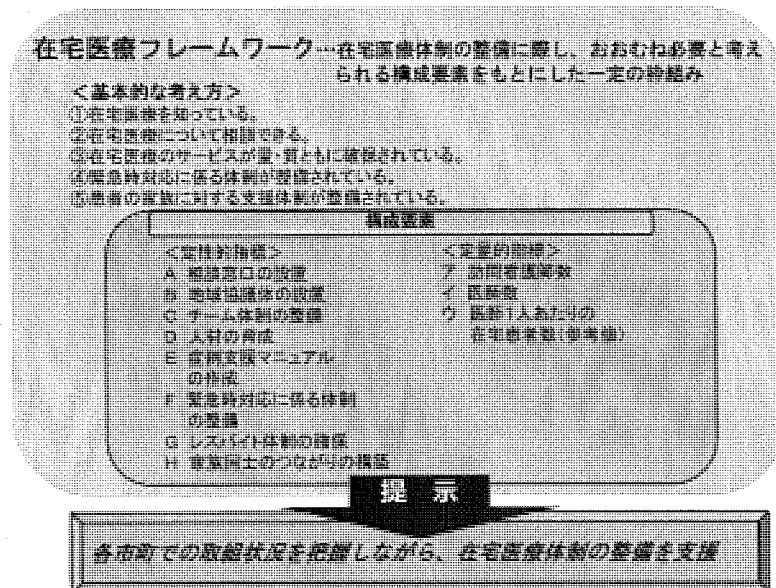 在宅医療フレームワーク…在宅医療体制の整備に際し、おおむね必要と考え
られる構成要素をもとにした一定の枠組み
＜基本的な考え方＞
①在宅医療を知っている。
②在宅医療について相談できる。
③在宅医療のサービスが量・質ともに確保されている。
④緊急時対応に係る体制が整備されている。
⑤患者の家族に対する支援体制が整備されている。
構成要素
＜定性的指標＞
A 相談窓口の設置
B 地域協議体の設置
C チーム体制の整備
D 人材の育成
E 症例支援マニュアル
の作成
F 緊急時対応に係る体制
の整備
G レスパイト体制の確保
H 家族同士のつながりの構築
＜定量的指標＞
ア 訪問看護師数
イ 医師数
ウ 医師1人あたりの
在宅患者数(参考値)
提 示
各市町での取組状況を把握しながら、在宅医療体制の整備を支援